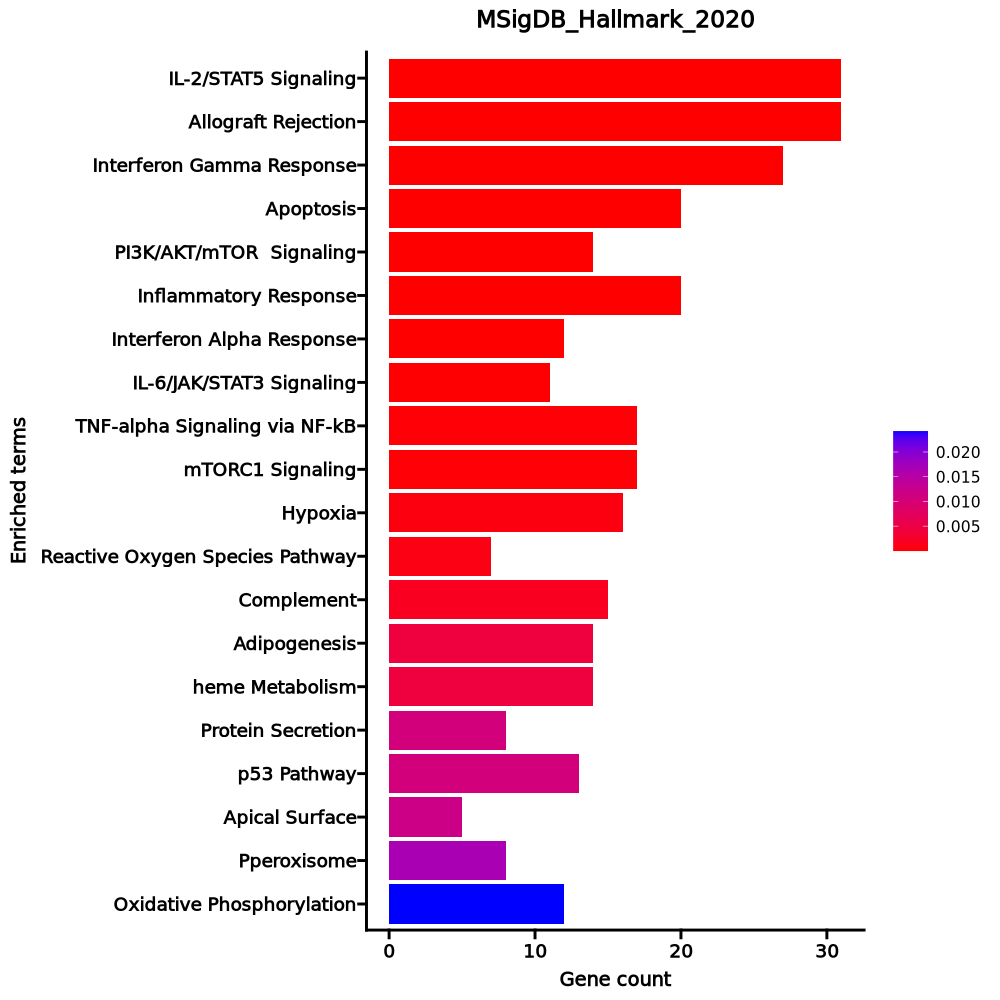 MSigDB_Hallmark_2020
IL-2/STAT5 Signaling
Allograft Rejection
Interferon Gamma Response
Apoptosis
PI3K/AKT/mTOR  Signaling
Inflammatory Response
Interferon Alpha Response
IL-6/JAK/STAT3 Signaling
TNF-alpha Signaling via NF-kB
mTORC1 Signaling
Hypoxia
Reactive Oxygen Species Pathway
Complement
Adipogenesis
heme Metabolism
Protein Secretion
p53 Pathway
Apical Surface
Pperoxisome
Oxidative Phosphorylation
Enriched terms
0 10 20 30
Gene count
0.020
0.015
0.010
0.005